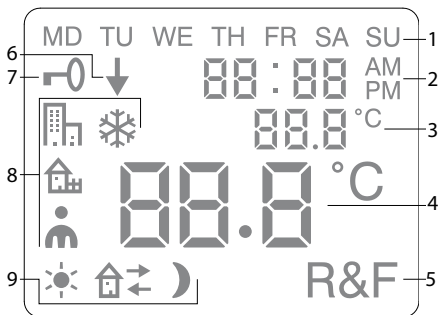 MD TU WE TH FR SA SU 1
6
7 88:88 AM PM 2
88.8 °C 3
8 88.8 °C 4
9 R&F 5